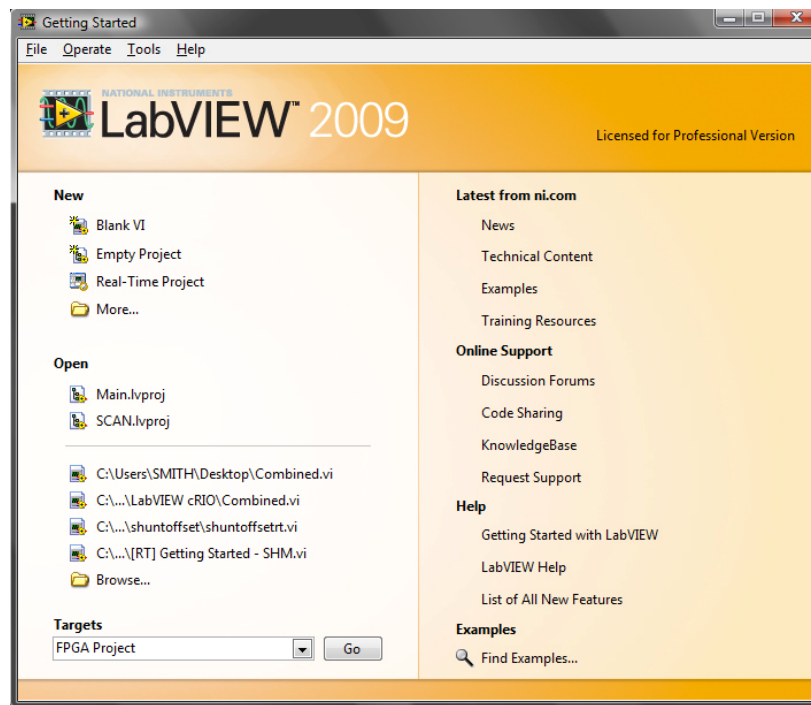 Getting Started
File Operate Tools Help
NATIONAL INSTRUMENTS
LabVIEW™ 2009
Licensed for Professional Version
New
Blank VI
Empty Project
Real-Time Project
More...
Open
Main.lvproj
SCAN.lvproj
C:\Users\SMITH\Desktop\Combined.vi
C:\...\LabVIEW cRIO\Combined.vi
C:\...\shuntoffset\shuntoffsetrt.vi
C:\...\[RT] Getting Started - SHM.vi
Browse...
Targets
FPGA Project Go
Latest from ni.com
News
Technical Content
Examples
Training Resources
Online Support
Discussion Forums
Code Sharing
KnowledgeBase
Request Support
Help
Getting Started with LabVIEW
LabVIEW Help
List of All New Features
Examples
Find Examples...